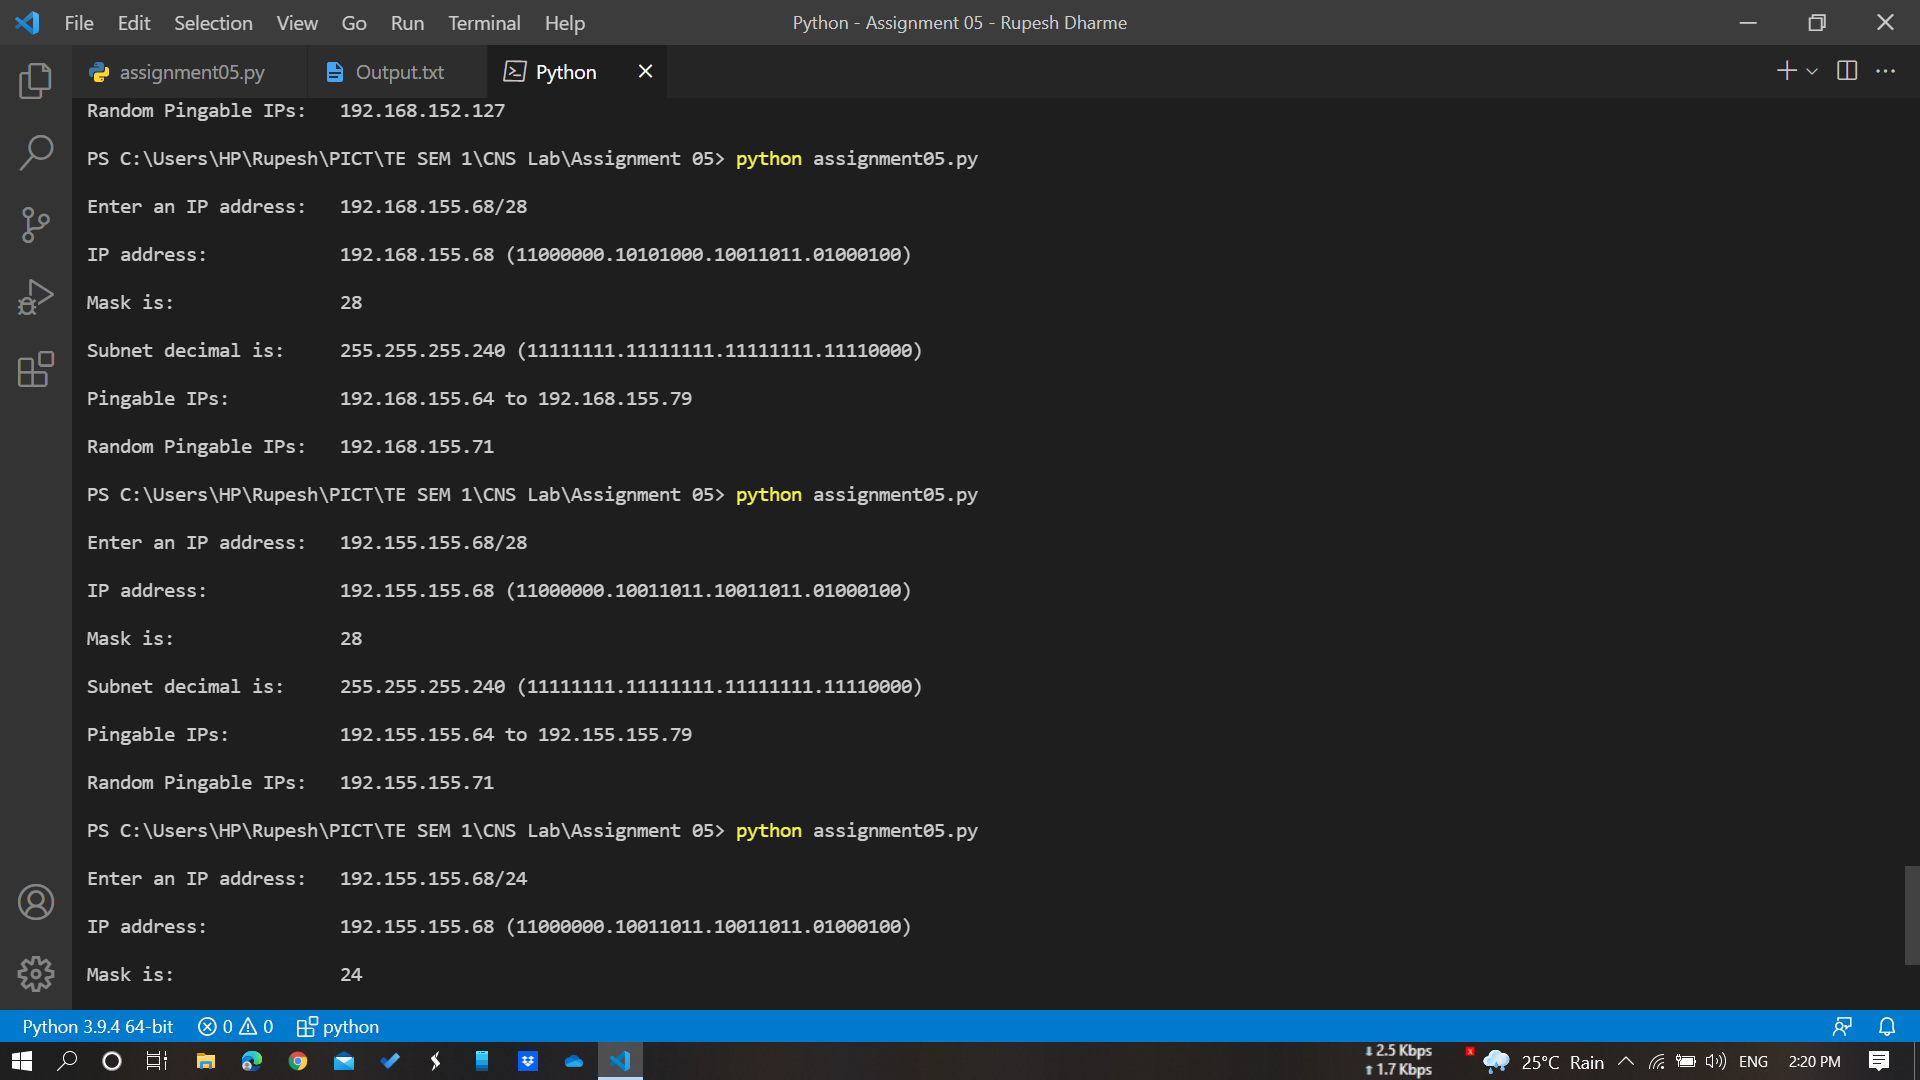 File Edit Selection View Go Run Terminal Help Python - Assignment 05 - Rupesh Dharme
assignment05.py Output.txt Python
Random Pingable IPs: 192.168.152.127
PS C:\Users\HP\Rupesh\PICT\TE SEM 1\CNS Lab\Assignment 05> python assignment05.py
Enter an IP address: 192.168.155.68/28
IP address: 192.168.155.68 (11000000.10101000.10011011.01000100)
Mask is: 28
Subnet decimal is: 255.255.255.240 (11111111.11111111.11111111.11110000)
Pingable IPs: 192.168.155.64 to 192.168.155.79
Random Pingable IPs: 192.168.155.71
PS C:\Users\HP\Rupesh\PICT\TE SEM 1\CNS Lab\Assignment 05> python assignment05.py
Enter an IP address: 192.155.155.68/28
IP address: 192.155.155.68 (11000000.10011011.10011011.01000100)
Mask is: 28
Subnet decimal is: 255.255.255.240 (11111111.11111111.11111111.11110000)
Pingable IPs: 192.155.155.64 to 192.155.155.79
Random Pingable IPs: 192.155.155.71
PS C:\Users\HP\Rupesh\PICT\TE SEM 1\CNS Lab\Assignment 05> python assignment05.py
Enter an IP address: 192.155.155.68/24
IP address: 192.155.155.68 (11000000.10011011.10011011.01000100)
Mask is: 24
Python 3.9.4 64-bit 0 0 python
2.5 Kbps
1.7 Kbps
25°C Rain ENG 2:20 PM